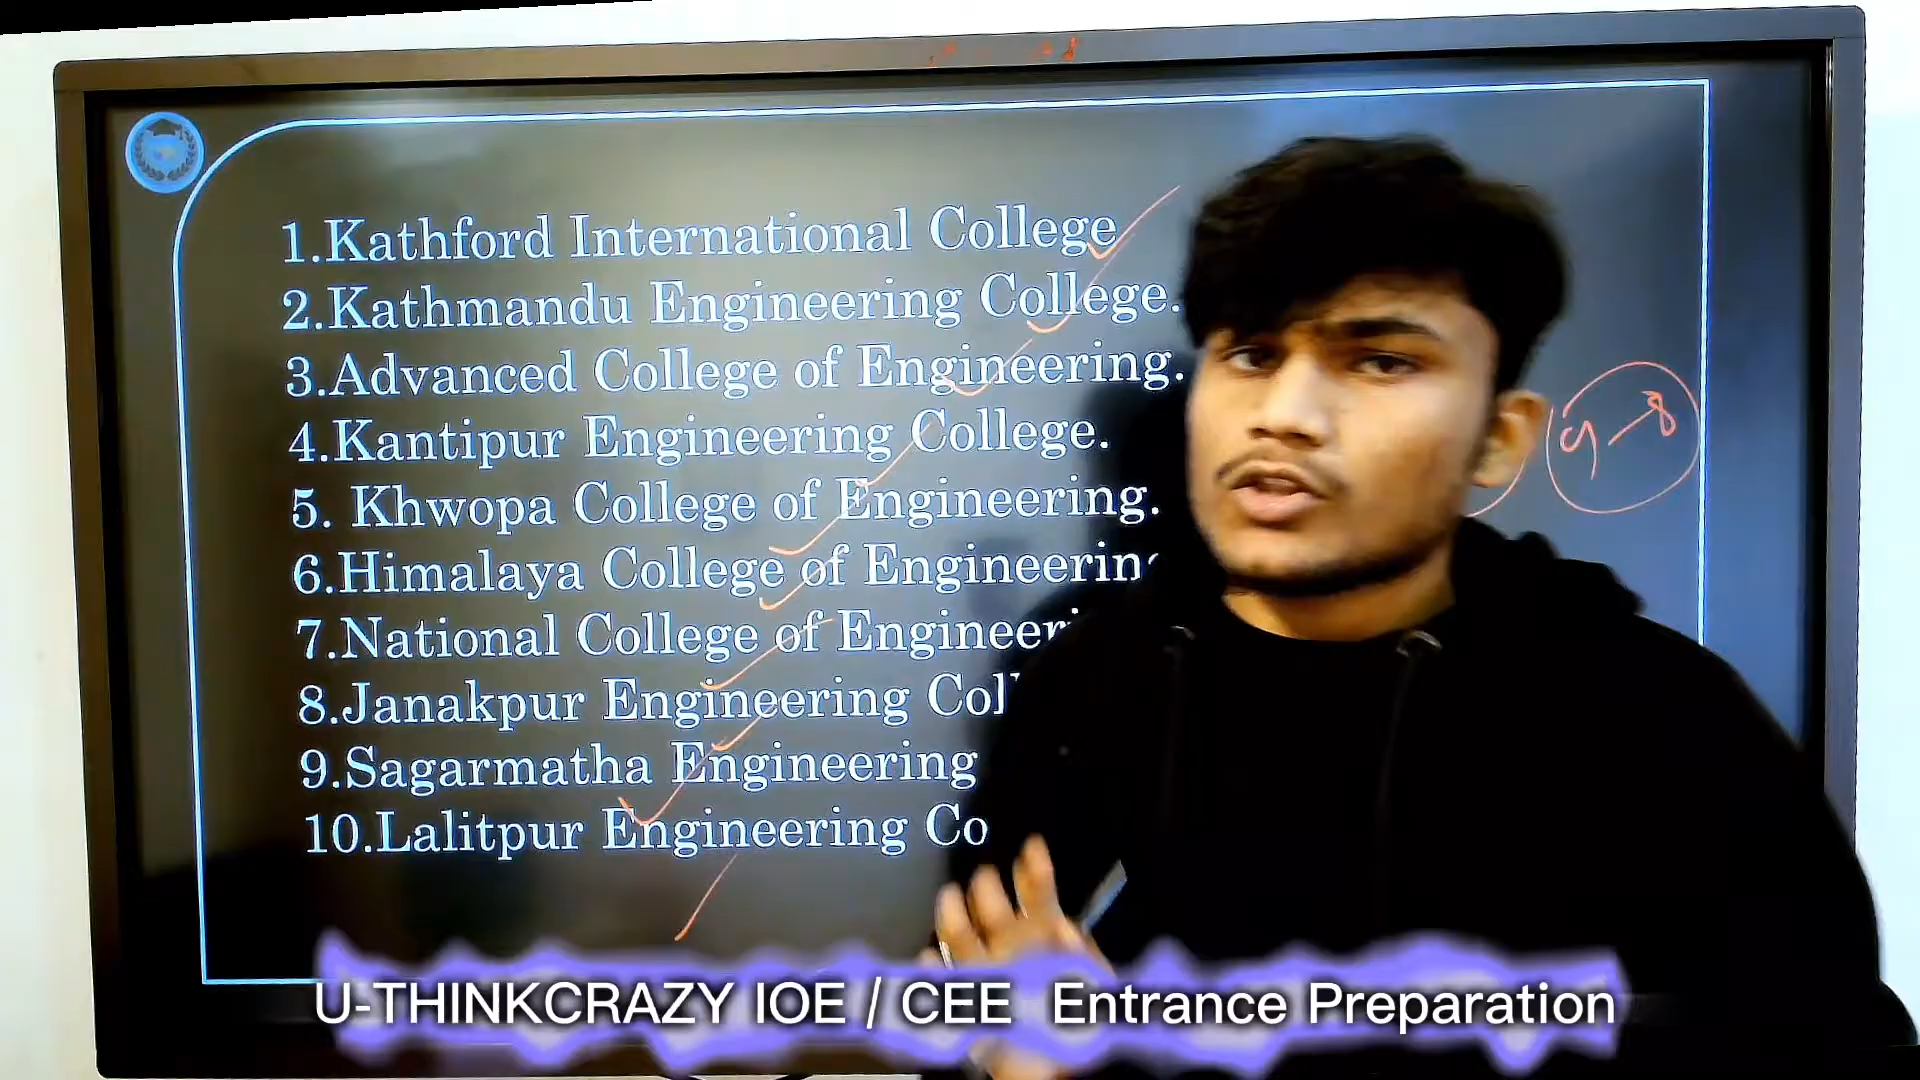 1.Kathford International College
2.Kathmandu Engineering College.
3.Advanced College of Engineering.
4.Kantipur Engineering College.
5. Khwopa College of Engineering.
6.Himalaya College of Engineerin
7.National College of Engineeri
8.Janakpur Engineering Col
9.Sagarmatha Engineering
10.Lalitpur Engineering Co
U-THINKCRAZY IOE / CEE Entrance Preparation